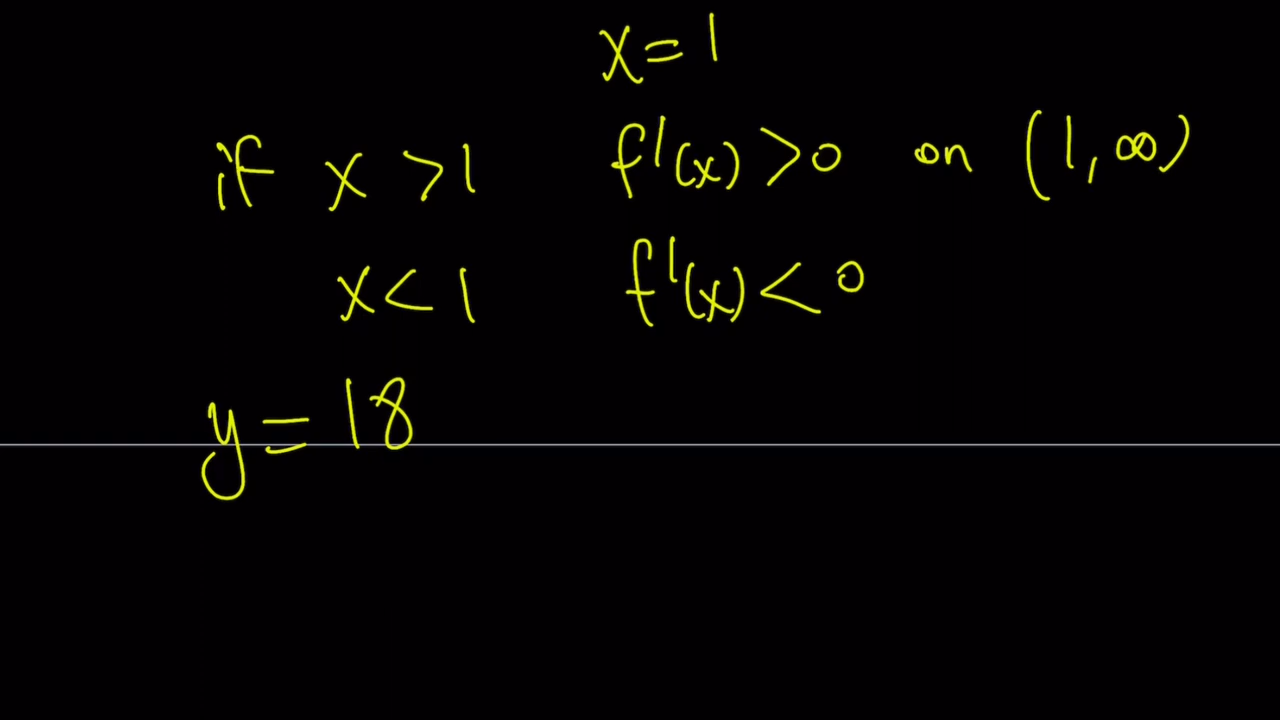 x = 1
if x > 1 f'(x) > 0 on (1, ∞)
x < 1 f'(x) < 0
y = 18